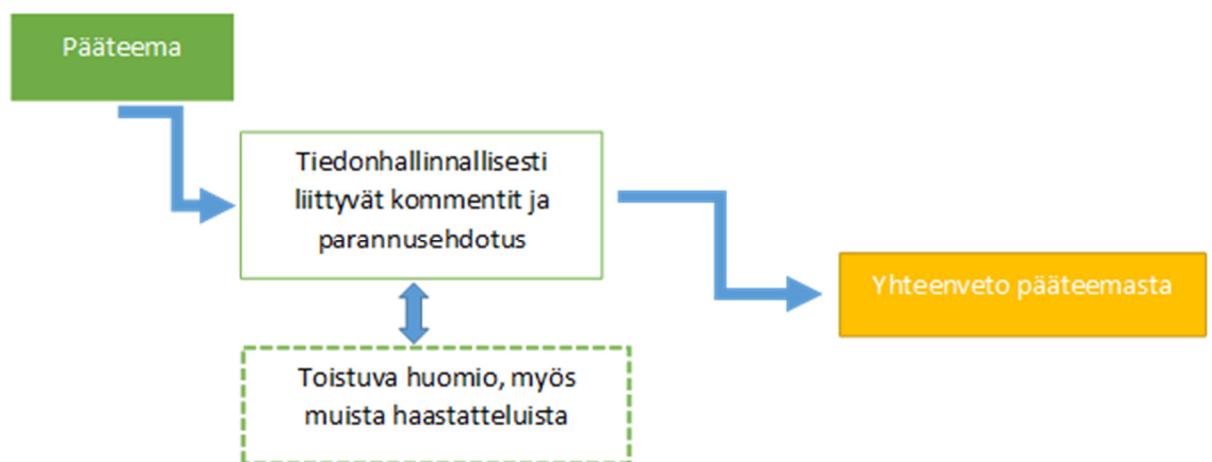 Pääteema
Tiedonhallinnallisesti
liittyvät kommentit ja
parannusehdotus
Yhteenveto pääteemasta
Toistuva huomio, myös
muista haastatteluista